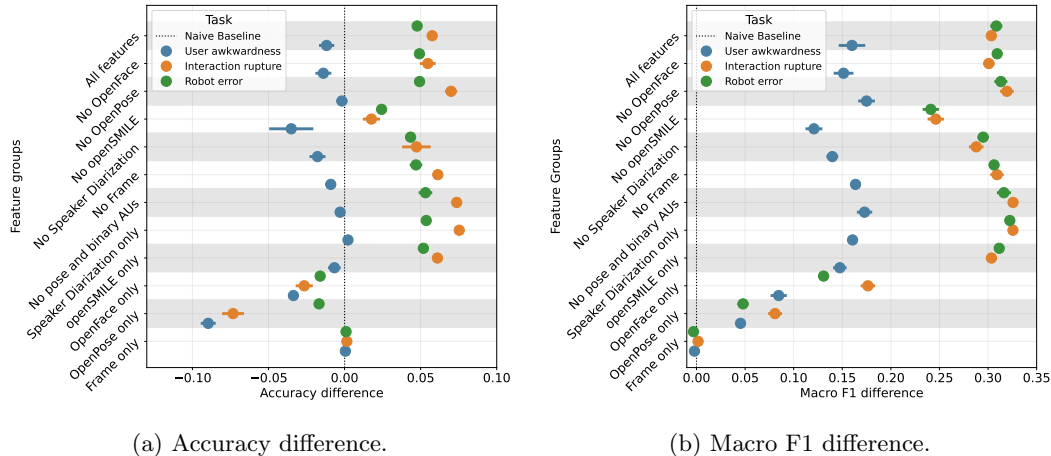 Task
Naive Baseline
User awkwardness
Interaction rupture
Robot error
Feature groups
All features
No OpenFace
No OpenPose
No openSMILE
No Speaker Diarization
No Frame
No pose and binary AUs
Speaker Diarization only
openSMILE only
OpenFace only
OpenPose only
Frame only
−0.10 −0.05 0.00 0.05 0.10
Accuracy difference
(a) Accuracy difference.
Task
Naive Baseline
User awkwardness
Interaction rupture
Robot error
Feature Groups
All features
No OpenFace
No OpenPose
No openSMILE
No Speaker Diarization
No Frame
No pose and binary AUs
Speaker Diarization only
openSMILE only
OpenFace only
OpenPose only
Frame only
0.00 0.05 0.10 0.15 0.20 0.25 0.30 0.35
Macro F1 difference
(b) Macro F1 difference.